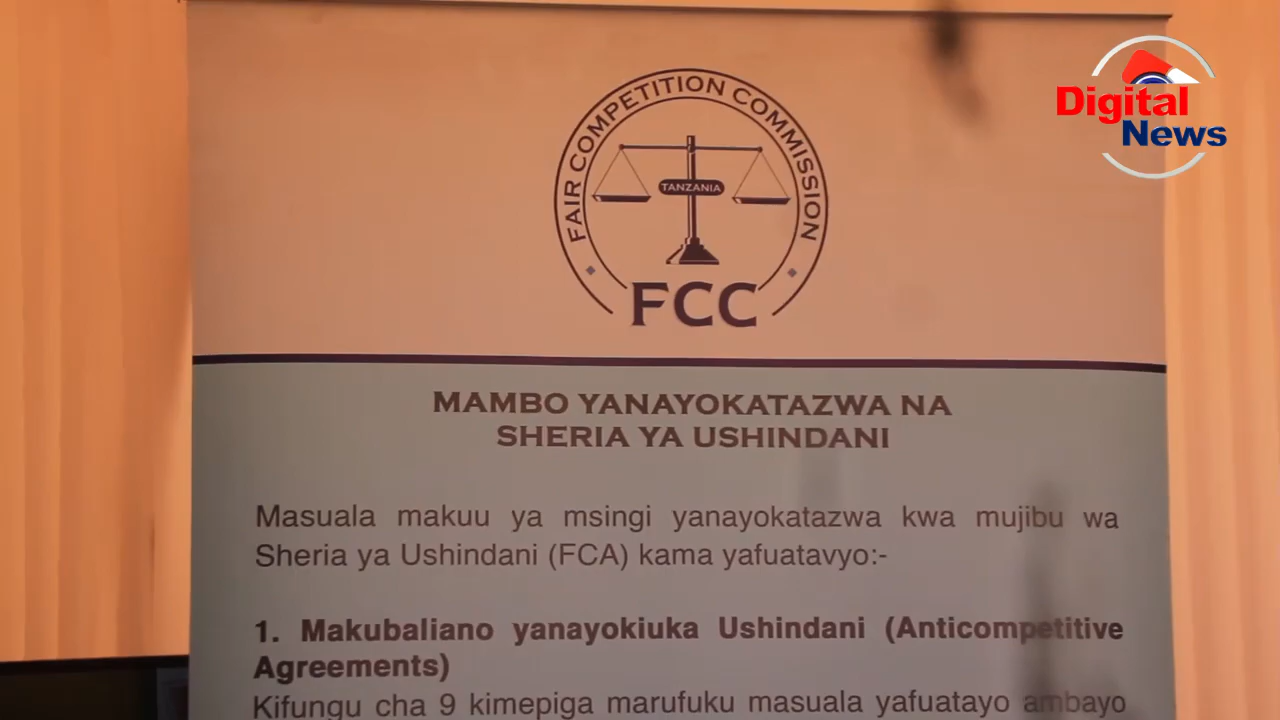 Digital
News
FAIR COMPETITION COMMISSION
TANZANIA
FCC
MAMBO YANAYOKATAZWA NA
SHERIA YA USHINDANI
Masuala makuu ya msingi yanayokatazwa kwa mujibu wa
Sheria ya Ushindani (FCA) kama yafuatavyo:-
1. Makubaliano yanayokiuka Ushindani (Anticompetitive
Agreements)
Kifungu cha 9 kimepiga marufuku masuala yafuatayo ambayo